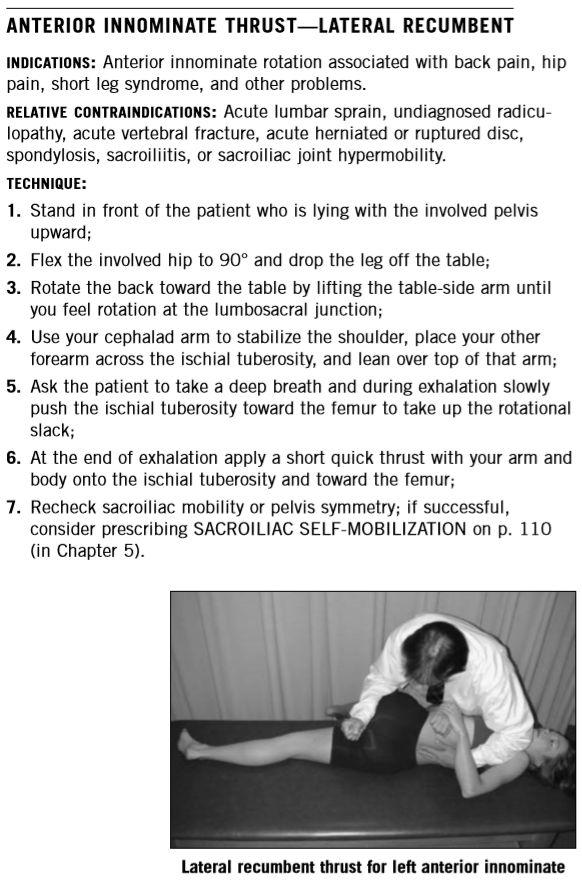 ANTERIOR INNOMINATE THRUST—LATERAL RECUMBENT
INDICATIONS: Anterior innominate rotation associated with back pain, hip
pain, short leg syndrome, and other problems.
RELATIVE CONTRAINDICATIONS: Acute lumbar sprain, undiagnosed radicu-
lopathy, acute vertebral fracture, acute herniated or ruptured disc,
spondylosis, sacroiliitis, or sacroiliac joint hypermobility.
TECHNIQUE:
1. Stand in front of the patient who is lying with the involved pelvis
upward;
2. Flex the involved hip to 90° and drop the leg off the table;
3. Rotate the back toward the table by lifting the table-side arm until
you feel rotation at the lumbosacral junction;
4. Use your cephalad arm to stabilize the shoulder, place your other
forearm across the ischial tuberosity, and lean over top of that arm;
5. Ask the patient to take a deep breath and during exhalation slowly
push the ischial tuberosity toward the femur to take up the rotational
slack;
6. At the end of exhalation apply a short quick thrust with your arm and
body onto the ischial tuberosity and toward the femur;
7. Recheck sacroiliac mobility or pelvis symmetry; if successful,
consider prescribing SACROILIAC SELF-MOBILIZATION on p. 110
(in Chapter 5).
Lateral recumbent thrust for left anterior innominate